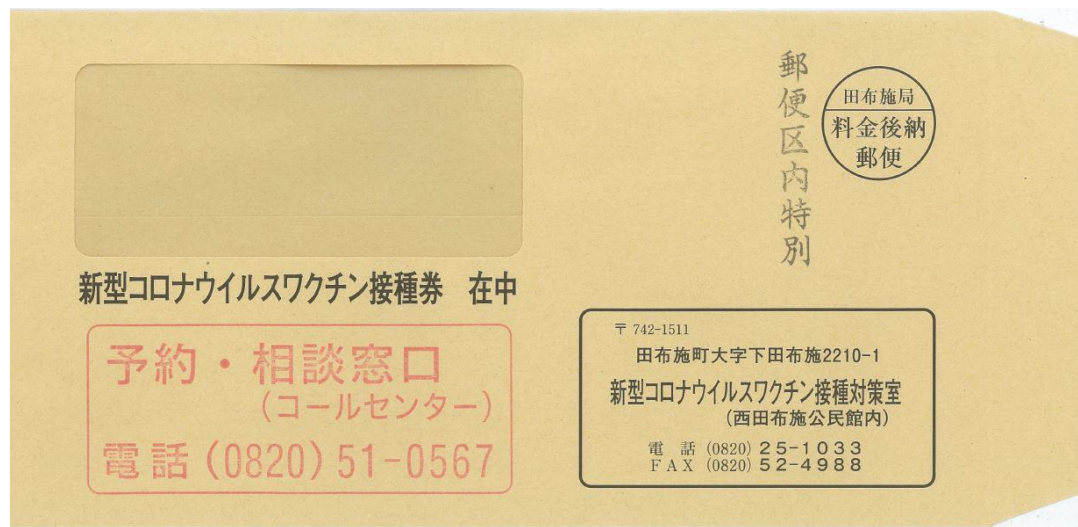 郵便区内特別
田布施局
料金後納
郵便
新型コロナウイルスワクチン接種券 在中
予約・相談窓口
(コールセンター)
電話(0820)51-0567
〒742-1511
田布施町大字下田布施2210-1
新型コロナウイルスワクチン接種対策室
(西田布施公民館内)
電 話 (0820) 25-1033
FAX (0820) 52-4988